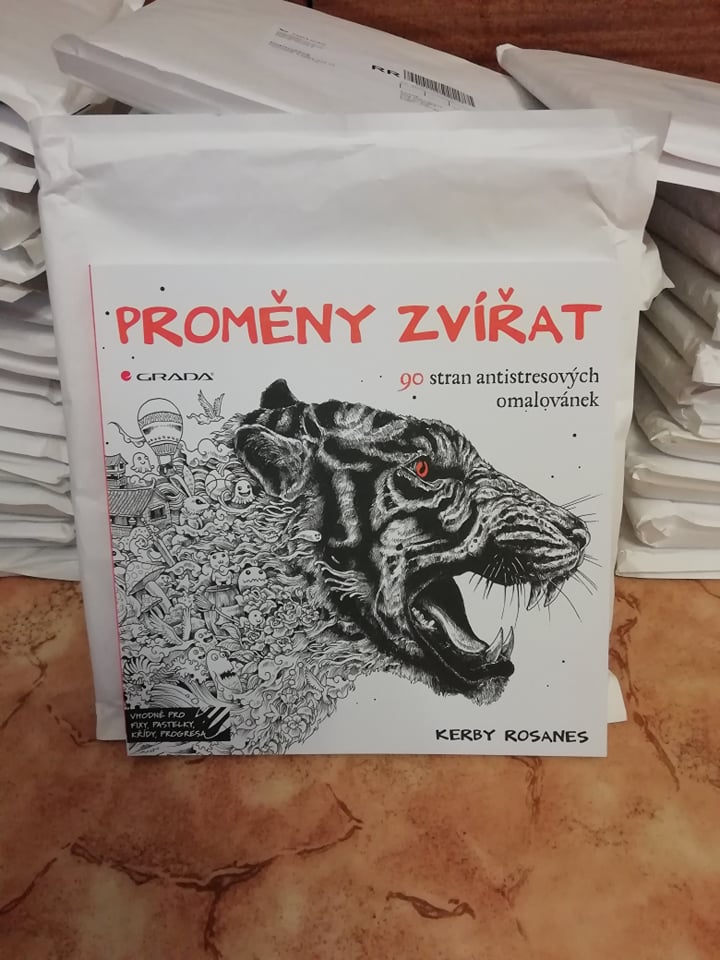 RR
PROMĚNY ZVÍŘAT
GRADA
90 stran antistresových
omalovánek
VHODNÉ PRO
FIXY, PASTELKY,
KŘÍDY, PROGRESA
KERBY ROSANES